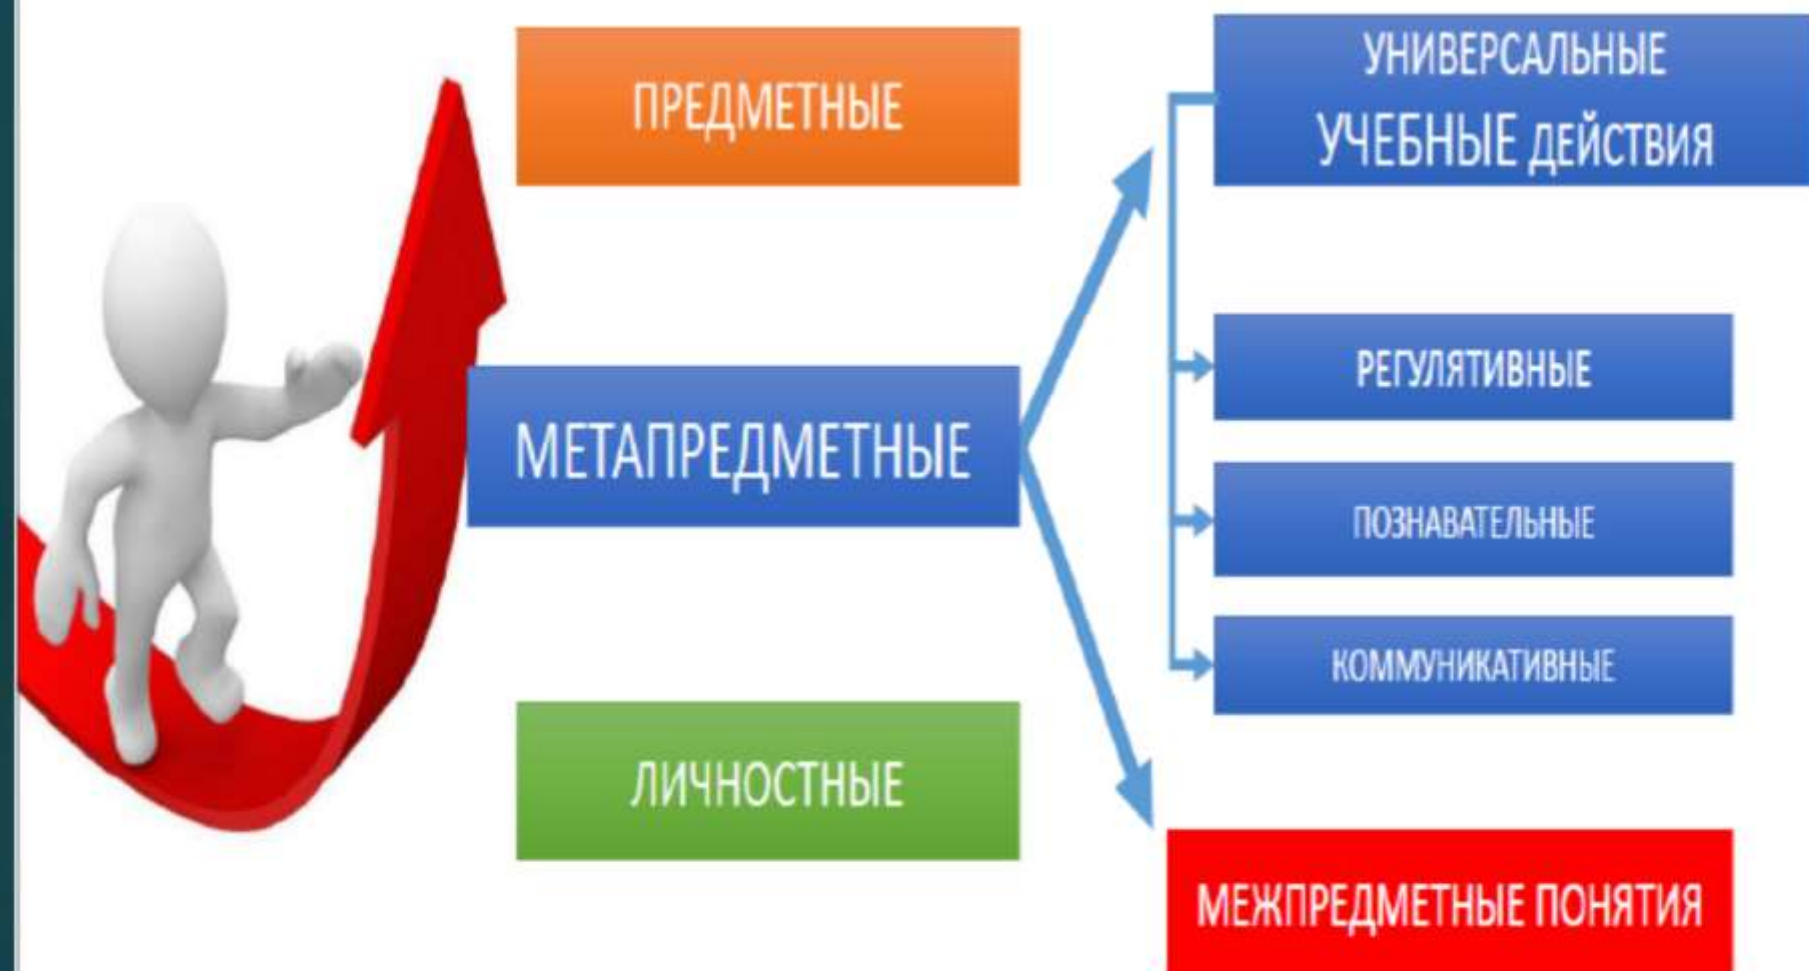 ПРЕДМЕТНЫЕ
МЕТАПРЕДМЕТНЫЕ
ЛИЧНОСТНЫЕ
УНИВЕРСАЛЬНЫЕ
УЧЕБНЫЕ ДЕЙСТВИЯ
РЕГУЛЯТИВНЫЕ
ПОЗНАВАТЕЛЬНЫЕ
КОММУНИКАТИВНЫЕ
МЕЖПРЕДМЕТНЫЕ ПОНЯТИЯ